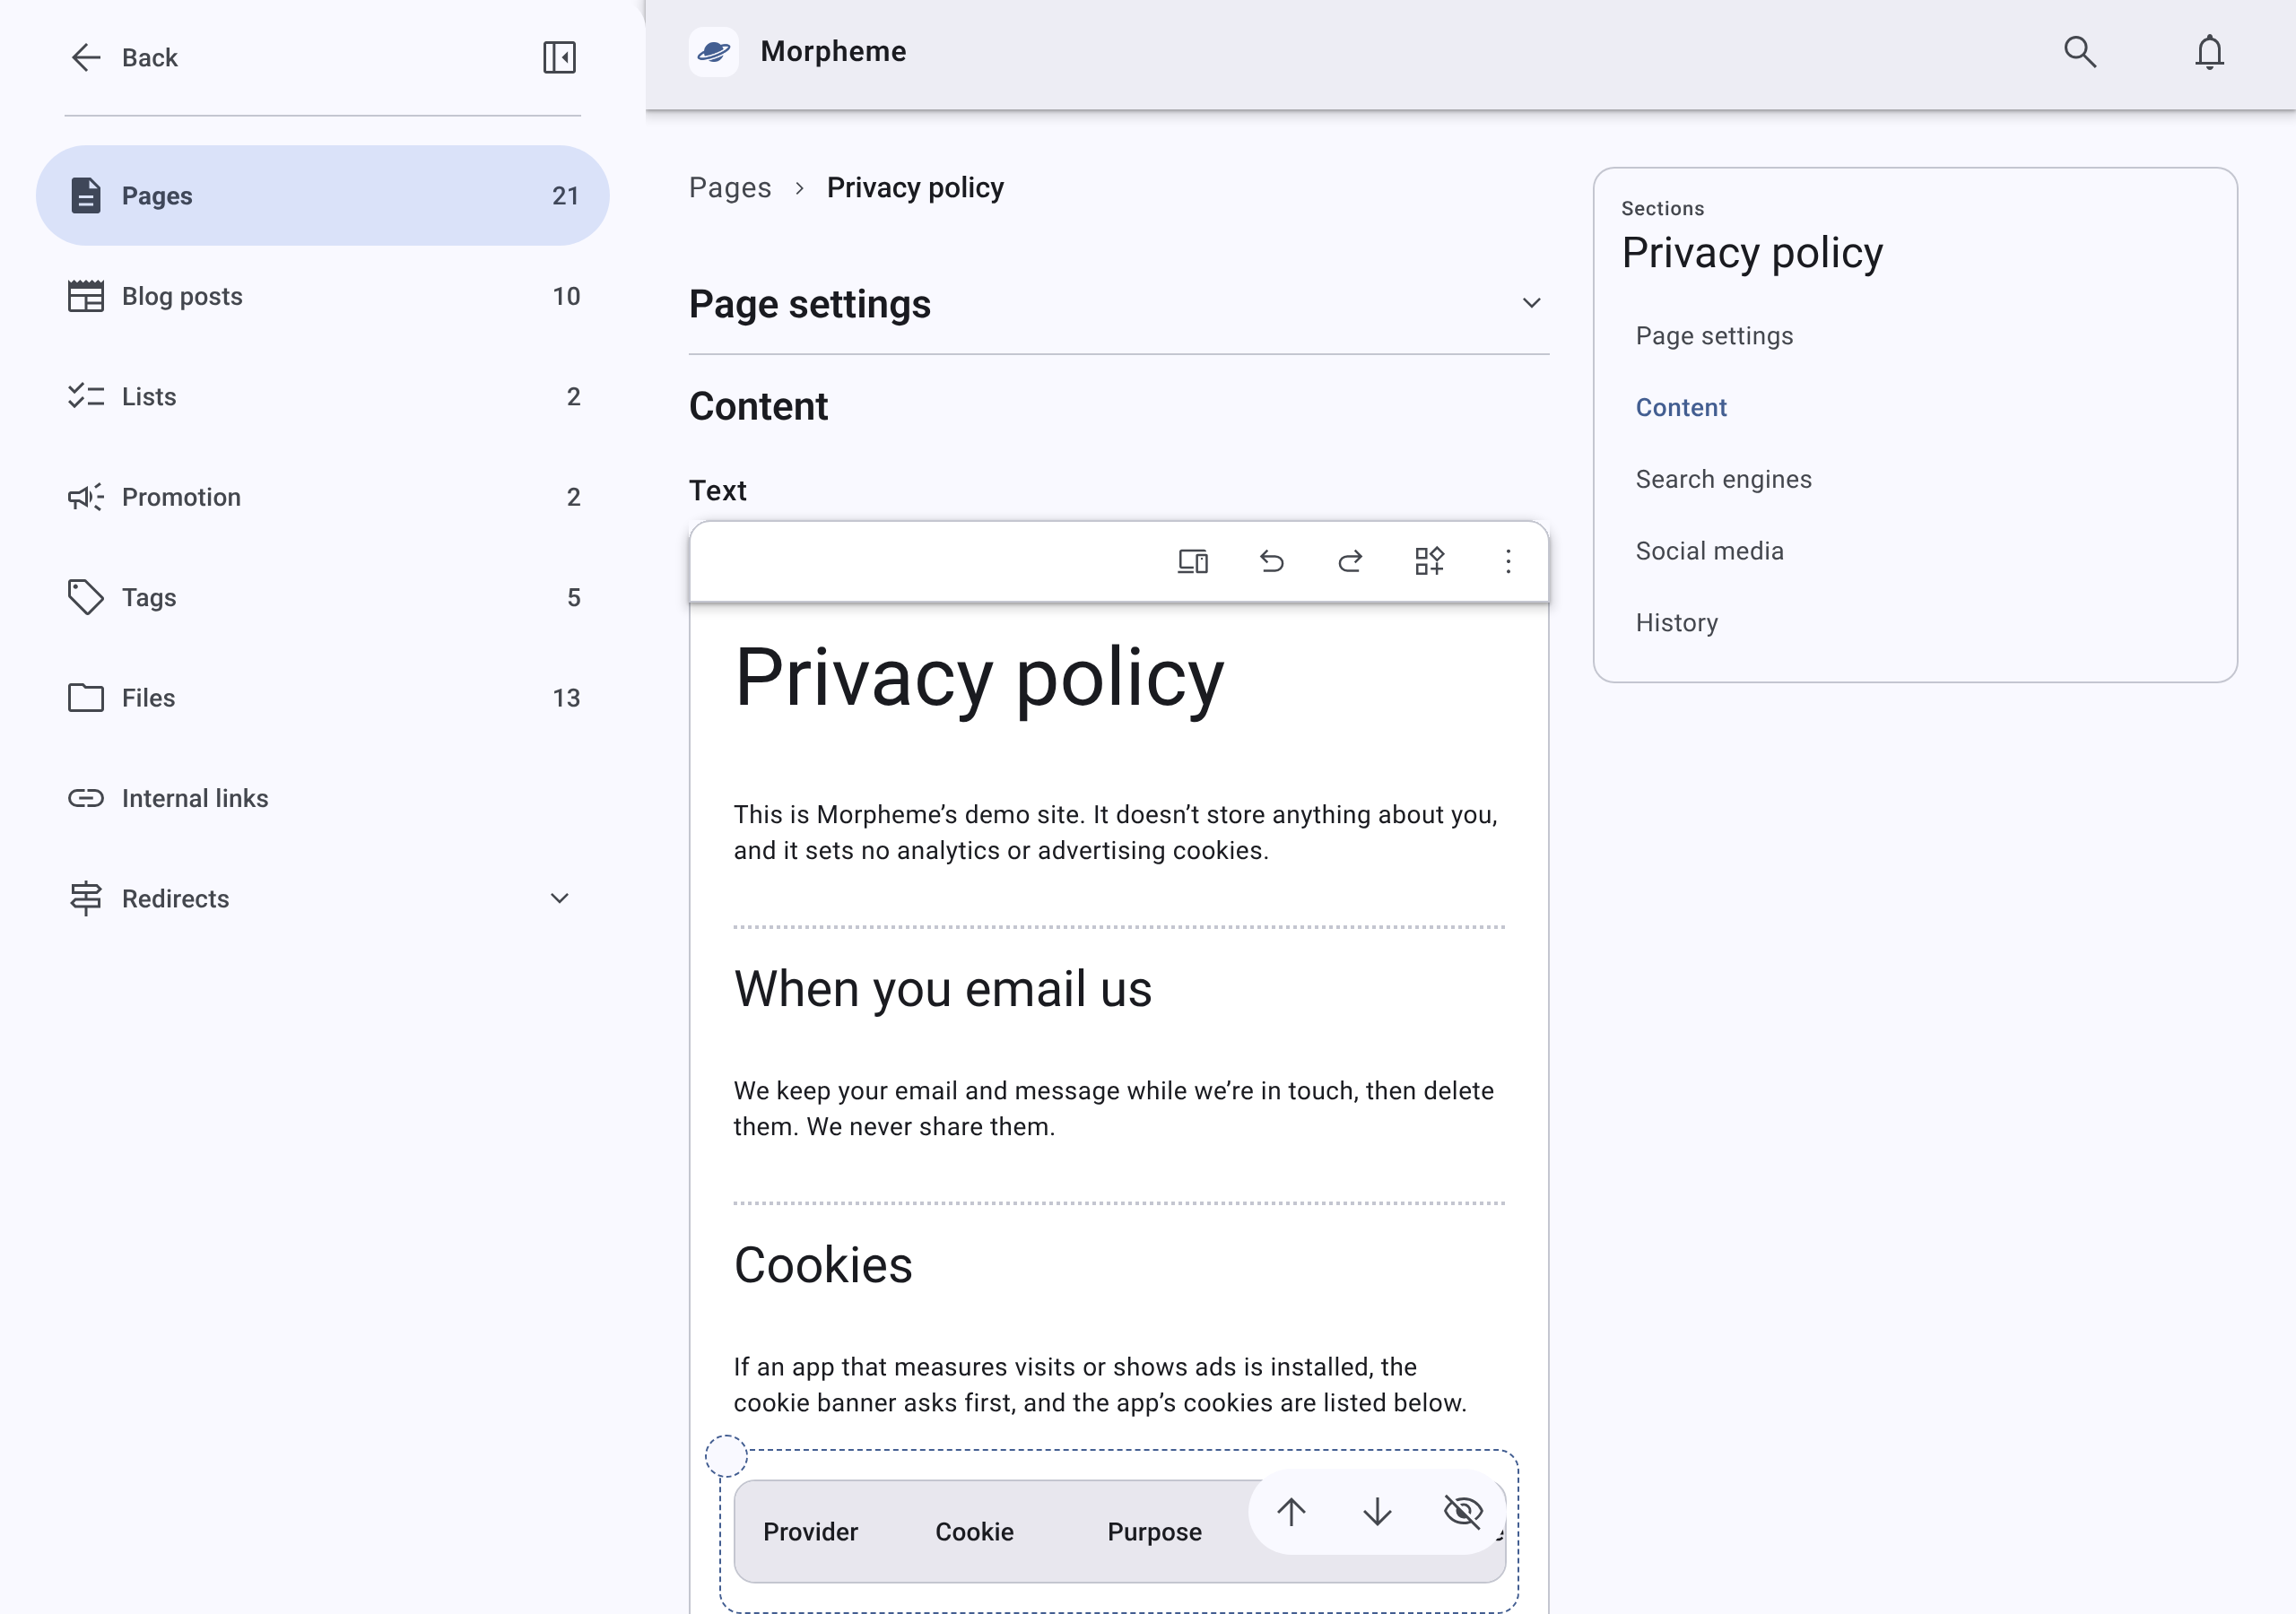 Back
Pages 21
Blog posts 10
Lists 2
Promotion 2
Tags 5
Files 13
Internal links
Redirects
Morpheme
Pages › Privacy policy
Page settings
Content
Text
Privacy policy
This is Morpheme’s demo site. It doesn’t store anything about you,
and it sets no analytics or advertising cookies.
When you email us
We keep your email and message while we’re in touch, then delete
them. We never share them.
Cookies
If an app that measures visits or shows ads is installed, the
cookie banner asks first, and the app’s cookies are listed below.
Provider Cookie Purpose
Sections
Privacy policy
Page settings
Content
Search engines
Social media
History